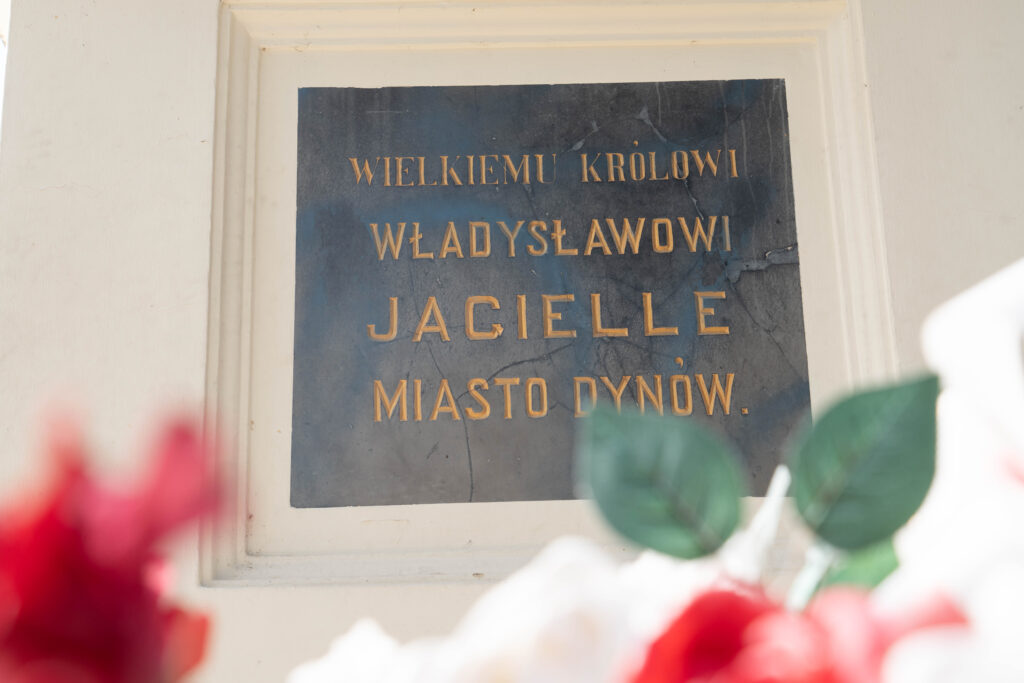 WIELKIEMU KRÓLOWI
WŁADYSŁAWOWI
JAGIELLE
MIASTO DYNÓW.